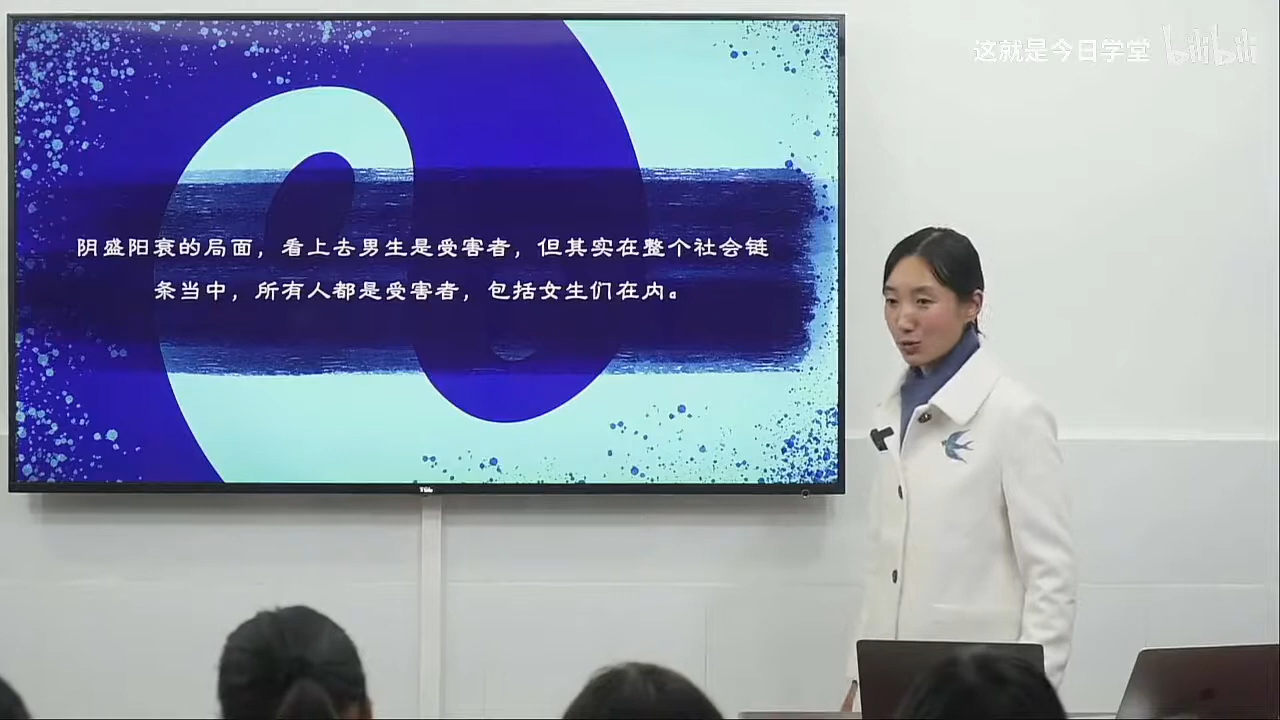 这就是今日学堂 bilibili
阴盛阳衰的局面，看上去男生是受害者，但其实在整个社会链
条当中，所有人都是受害者，包括女生们在内。
TCL